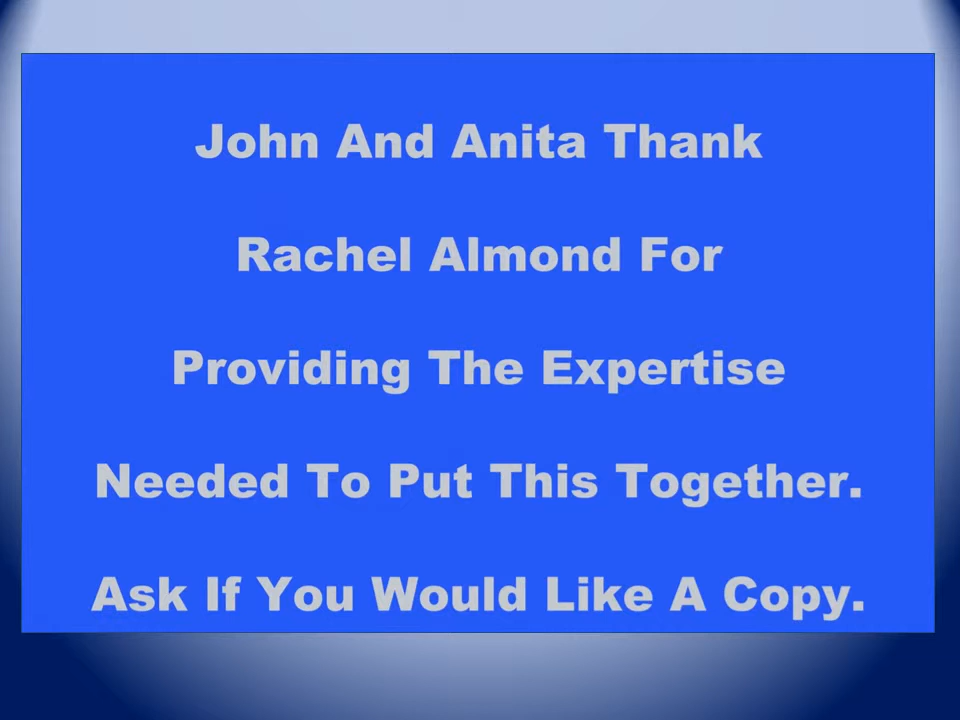 John And Anita Thank
Rachel Almond For
Providing The Expertise
Needed To Put This Together.
Ask If You Would Like A Copy.